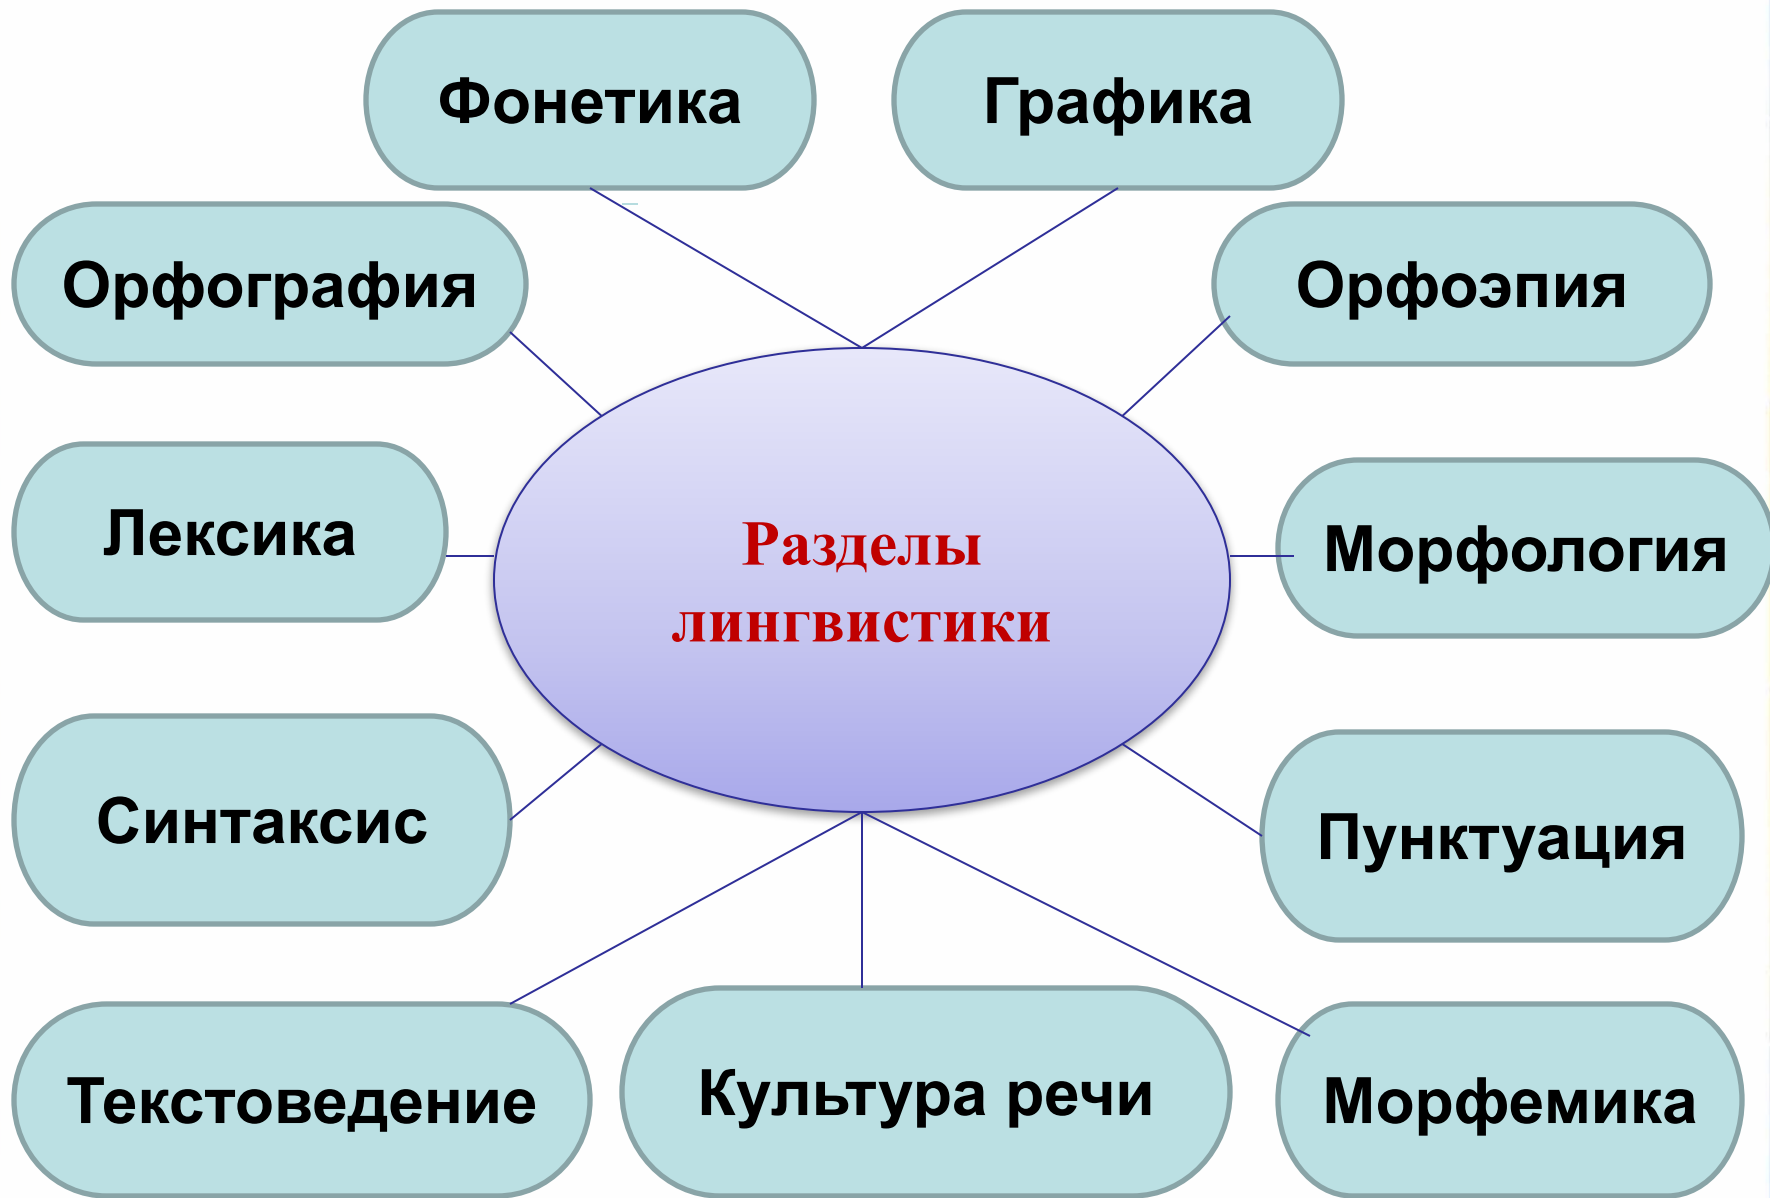 Фонетика
Графика
Орфография
Орфоэпия
Лексика
Разделы
лингвистики
Морфология
Синтаксис
Пунктуация
Текстоведение
Культура речи
Морфемика